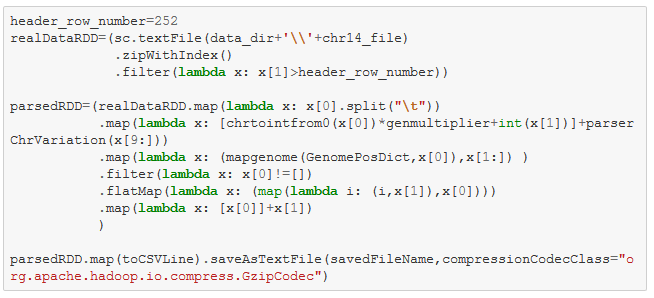 header_row_number=252
realDataRDD=(sc.textFile(data_dir+'\\'+chr14_file)
.zipWithIndex()
.filter(lambda x: x[1]>header_row_number))
parsedRDD=(realDataRDD.map(lambda x: x[0].split("\t"))
.map(lambda x: [chrtointfrom0(x[0])*genmultiplier+int(x[1])]+parser
ChrVariation(x[9:]))
.map(lambda x: (mapgenome(GenomePosDict,x[0]),x[1:]) )
.filter(lambda x: x[0]!=[])
.flatMap(lambda x: (map(lambda i: (i,x[1]),x[0])))
.map(lambda x: [x[0]]+x[1])
)
parsedRDD.map(toCSVLine).saveAsTextFile(savedFileName,compressionCodecClass="o
rg.apache.hadoop.io.compress.GzipCodec")